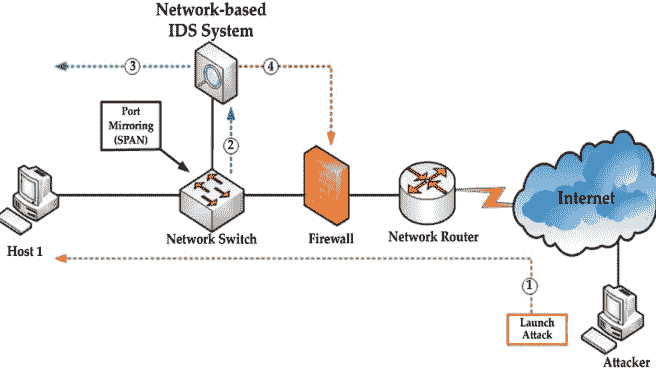 Network-based
IDS System
3
4
Port
Mirroring
(SPAN)
2
Internet
Host 1
Network Switch
Firewall
Network Router
1
Launch
Attack
Attacker